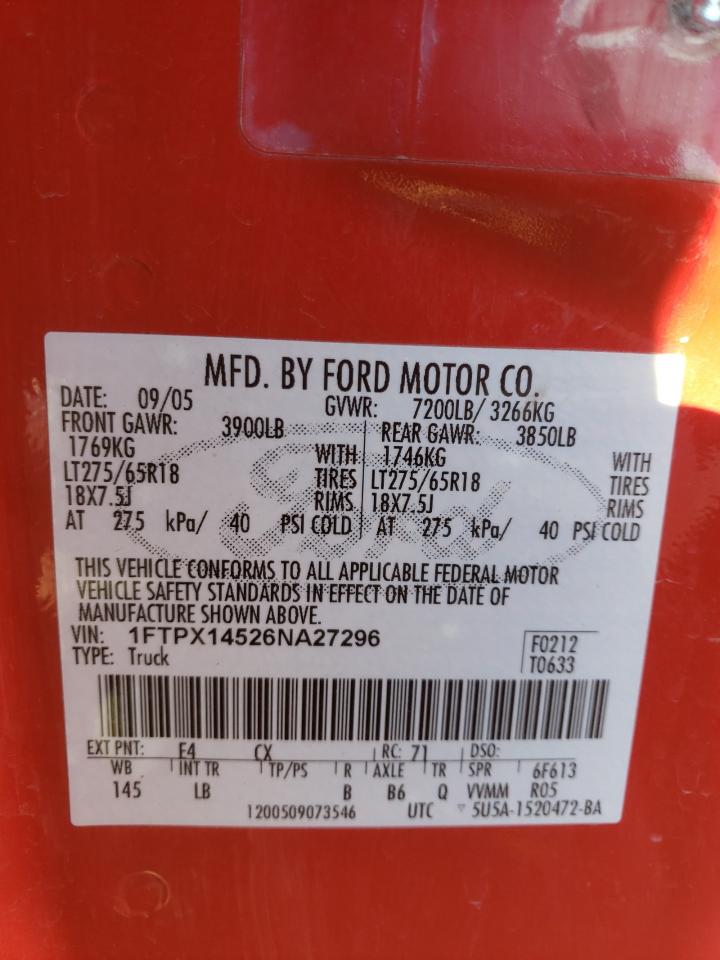 MFD. BY FORD MOTOR CO.
DATE: 09/05 GVWR: 7200LB/ 3266KG
FRONT GAWR: 3900LB REAR GAWR: 3850LB
1769KG WITH 1746KG WITH
LT275/65R18 TIRES LT275/65R18 TIRES
18X7.5J RIMS 18X7.5J RIMS
AT 275 kPa/ 40 PSI COLD AT 275 kPa/ 40 PSI COLD
Ford
THIS VEHICLE CONFORMS TO ALL APPLICABLE FEDERAL MOTOR
VEHICLE SAFETY STANDARDS IN EFFECT ON THE DATE OF
MANUFACTURE SHOWN ABOVE.
VIN: 1FTPX14526NA27296 F0212
TYPE: Truck T0633
EXT PNT: F4 CX RC: 71 DSO:
WB INT TR TP/PS R AXLE TR SPR 6F613
145 LB B B6 Q VVMM R05
1200509073546 UTC 5U5A-1520472-BA